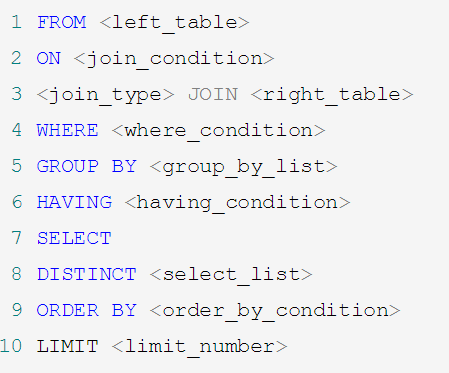 1 FROM <left_table>
2 ON <join_condition>
3 <join_type> JOIN <right_table>
4 WHERE <where_condition>
5 GROUP BY <group_by_list>
6 HAVING <having_condition>
7 SELECT
8 DISTINCT <select_list>
9 ORDER BY <order_by_condition>
10 LIMIT <limit_number>